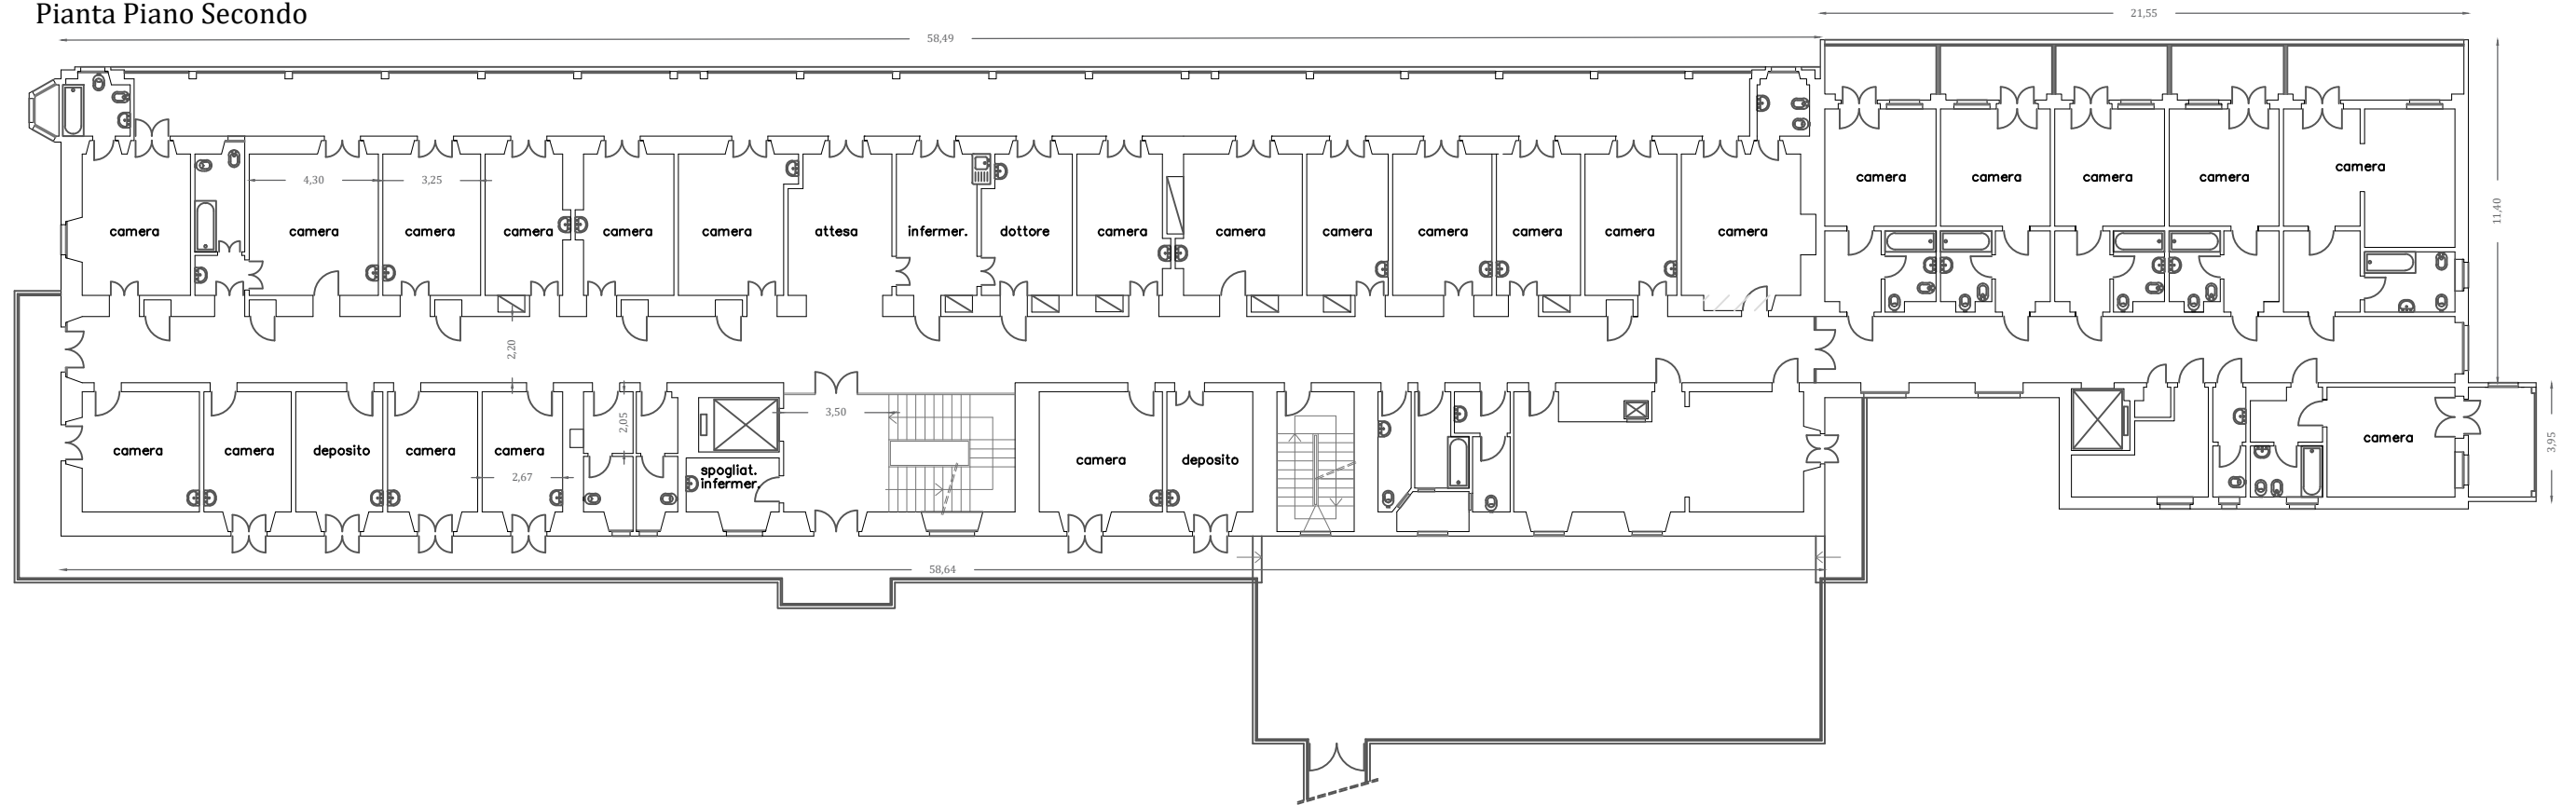 Pianta Piano Secondo
21,55
58,49
4,30
3,25
11,40
camera
camera
camera
camera
camera
camera
camera
camera
camera
camera
camera
attesa
infermer.
dottore
camera
camera
camera
camera
camera
camera
camera
2,20
3,50
2,05
3,95
camera
camera
camera
deposito
camera
camera
camera
deposito
spogliat.
infermer.
2,67
58,64